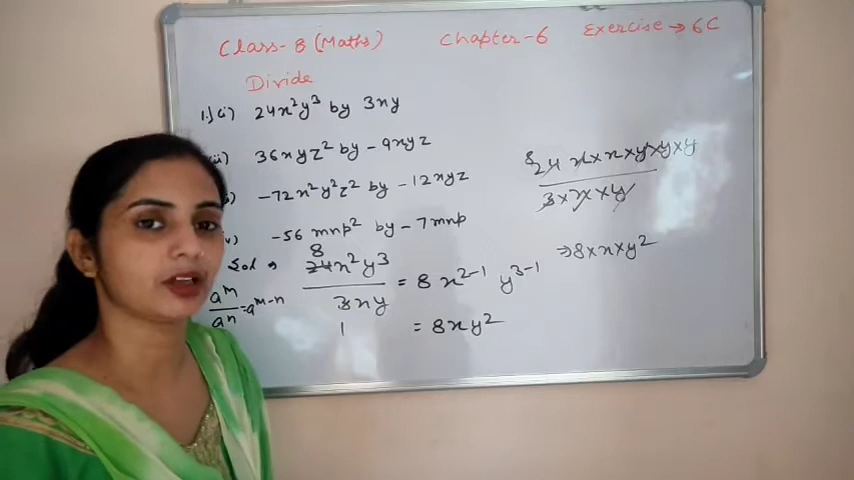 Class-8 (Maths) Chapter-6 Exercise → 6C
Divide
1.) (i) 24x²y³ by 3xy
(ii) 36xyz² by -9xyz
-72x²y²z² by -12xyz
-56 mnp² by -7mnp
Sol → 8
24x²y³ / 3xy = 8 x²⁻¹ y³⁻¹
1
= 8xy²
aᵐ / aⁿ = aᵐ⁻ⁿ
8
24 x×x×y×y×y / 3×x×y
⇒ 8×x×y²